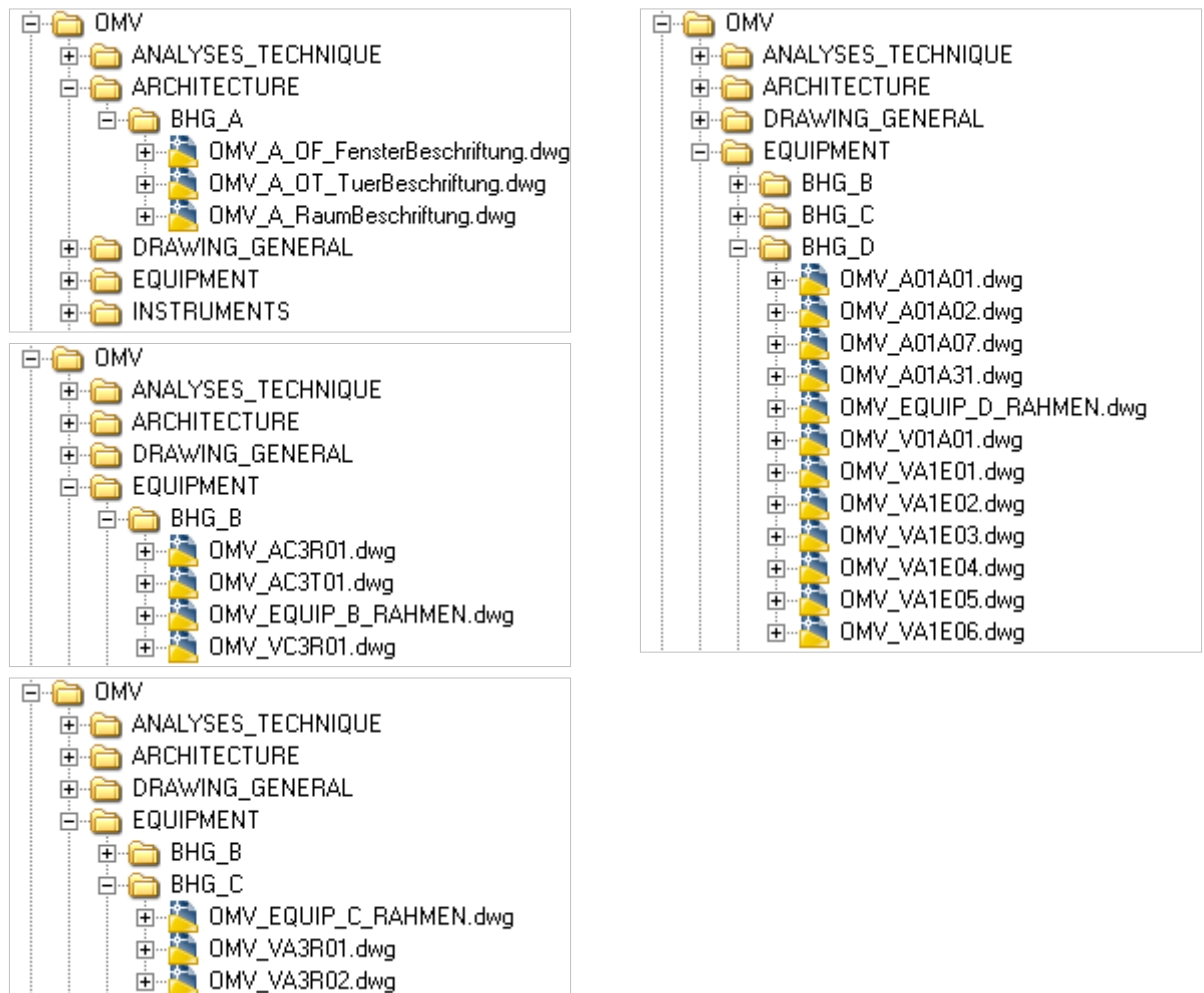 OMV
ANALYSES_TECHNIQUE
ARCHITECTURE
BHG_A
OMV_A_OF_FensterBeschriftung.dwg
OMV_A_OT_TuerBeschriftung.dwg
OMV_A_RaumBeschriftung.dwg
DRAWING_GENERAL
EQUIPMENT
INSTRUMENTS
OMV
ANALYSES_TECHNIQUE
ARCHITECTURE
DRAWING_GENERAL
EQUIPMENT
BHG_B
OMV_AC3R01.dwg
OMV_AC3T01.dwg
OMV_EQUIP_B_RAHMEN.dwg
OMV_VC3R01.dwg
OMV
ANALYSES_TECHNIQUE
ARCHITECTURE
DRAWING_GENERAL
EQUIPMENT
BHG_B
BHG_C
OMV_EQUIP_C_RAHMEN.dwg
OMV_VA3R01.dwg
OMV_VA3R02.dwg
OMV
ANALYSES_TECHNIQUE
ARCHITECTURE
DRAWING_GENERAL
EQUIPMENT
BHG_B
BHG_C
BHG_D
OMV_A01A01.dwg
OMV_A01A02.dwg
OMV_A01A07.dwg
OMV_A01A31.dwg
OMV_EQUIP_D_RAHMEN.dwg
OMV_V01A01.dwg
OMV_VA1E01.dwg
OMV_VA1E02.dwg
OMV_VA1E03.dwg
OMV_VA1E04.dwg
OMV_VA1E05.dwg
OMV_VA1E06.dwg